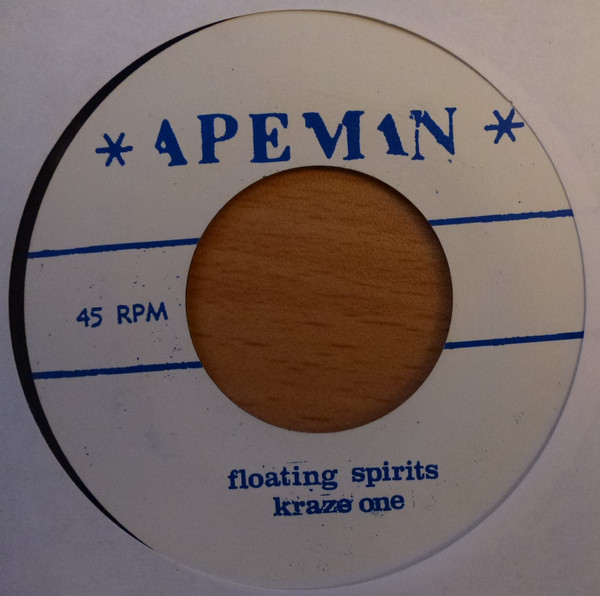 * APEMAN *
45 RPM
floating spirits
kraze one